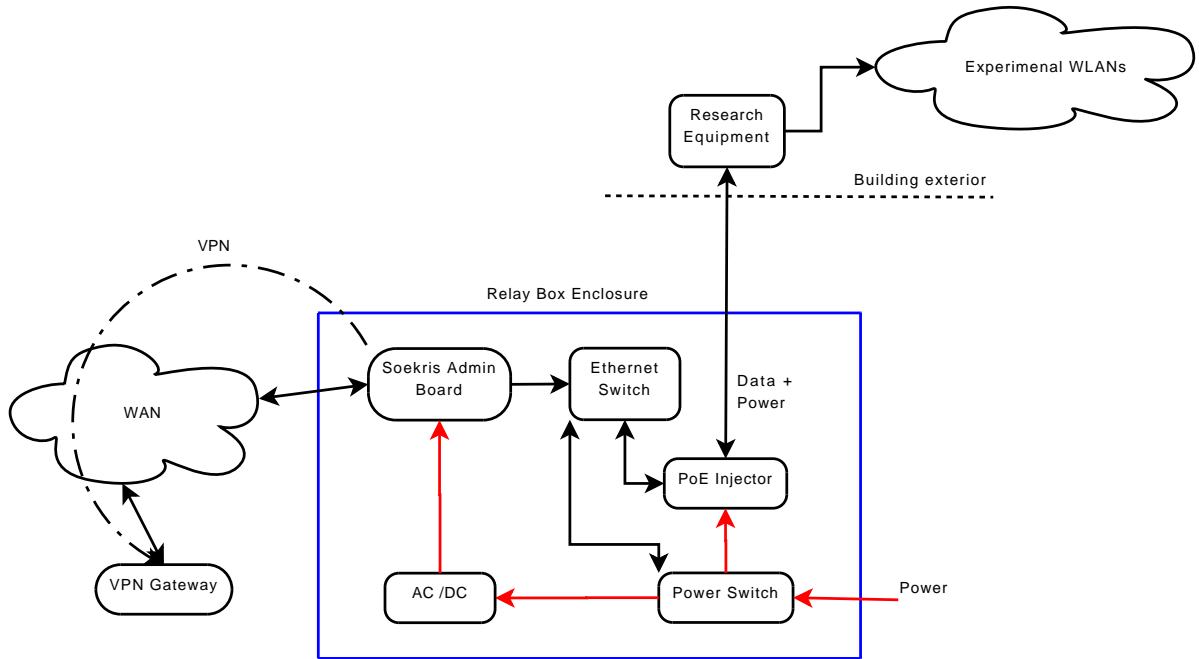 Experimenal WLANs
Research
Equipment
Building exterior
VPN
Relay Box Enclosure
Soekris Admin
Board
Ethernet
Switch
Data +
Power
WAN
PoE Injector
VPN Gateway
AC /DC
Power Switch
Power